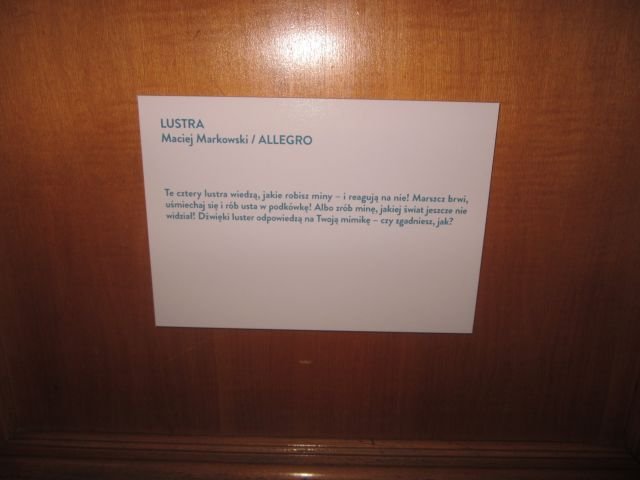 LUSTRA
Maciej Markowski / ALLEGRO
Te cztery lustra wiedzą, jakie robisz miny – i reagują na nie! Marszcz brwi,
uśmiechaj się i rób usta w podkówkę! Albo zrób minę, jakiej świat jeszcze nie
widział! Dźwięki luster odpowiedzą na Twoją mimikę – czy zgadniesz, jak?